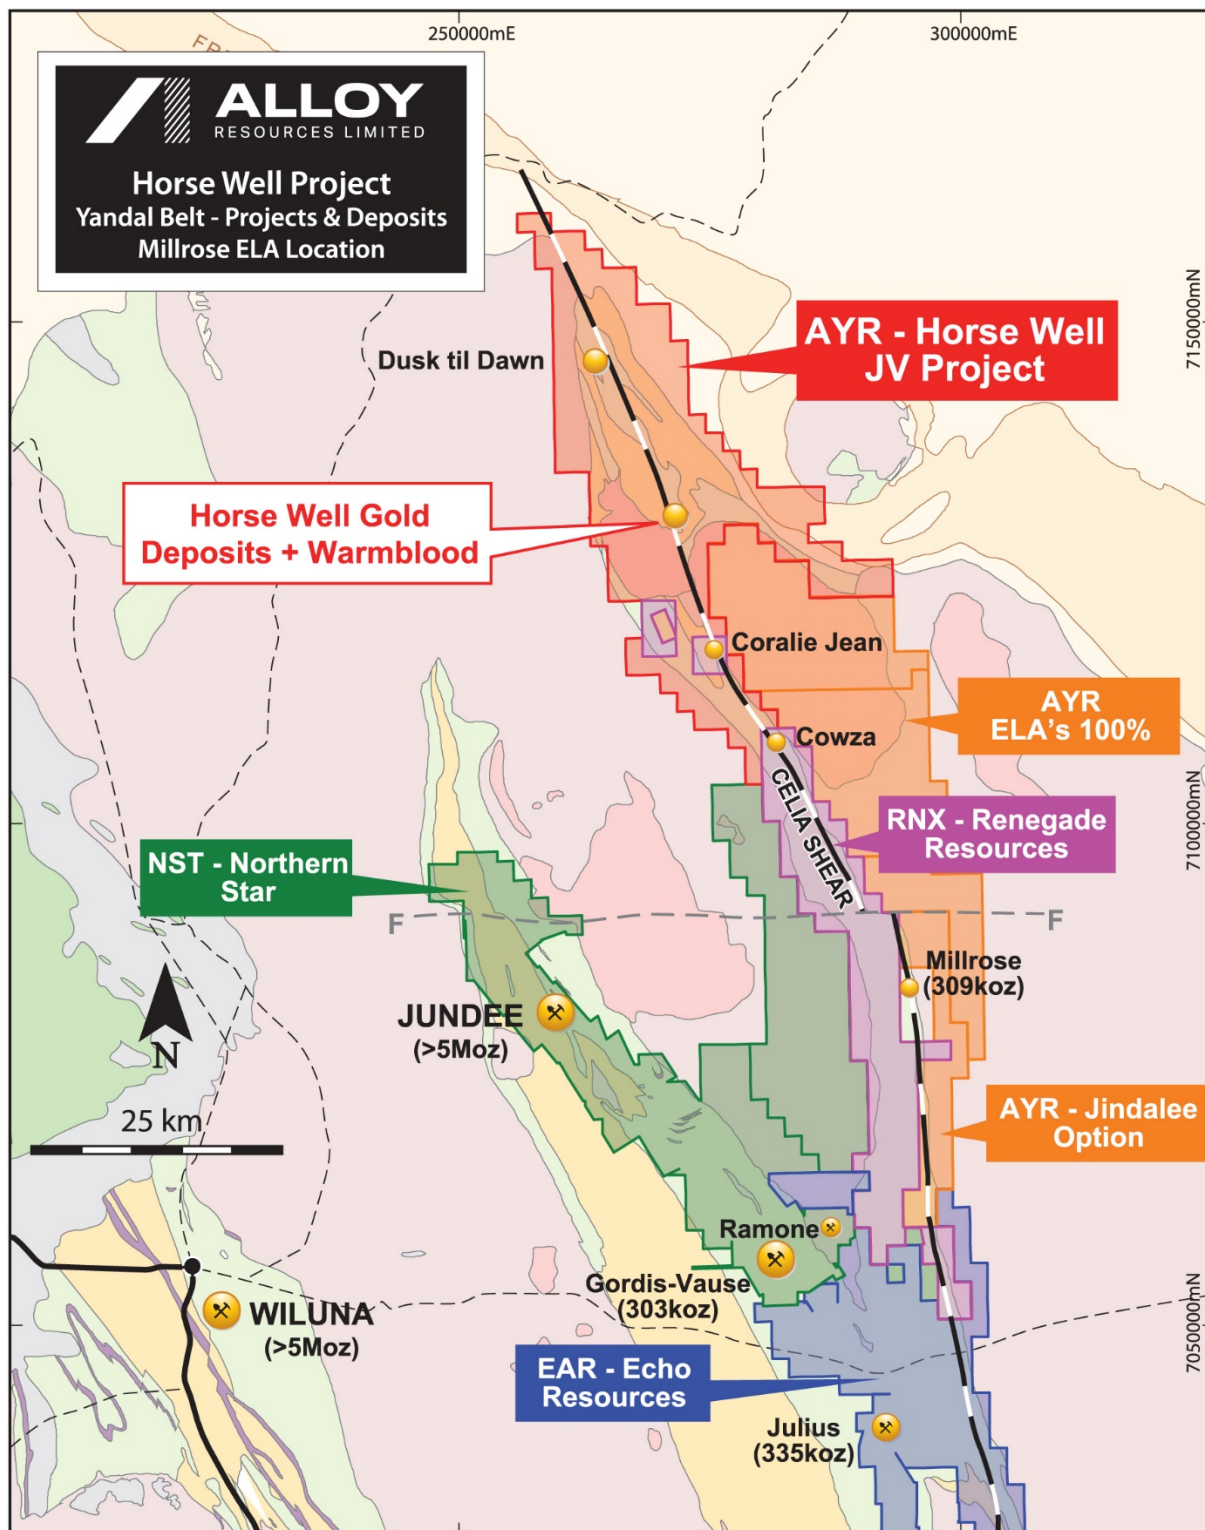 250000mE
300000mE
FR
ALLOY
RESOURCES LIMITED
Horse Well Project
Yandal Belt - Projects & Deposits
Millrose ELA Location
7150000mN
AYR - Horse Well
JV Project
Dusk til Dawn
Horse Well Gold
Deposits + Warmblood
Coralie Jean
AYR
ELA's 100%
Cowza
CELIA SHEAR
RNX - Renegade
Resources
7100000mN
NST - Northern
Star
F
F
Millrose
(309koz)
JUNDEE
(>5Moz)
N
25 km
AYR - Jindalee
Option
Ramone
Gordis-Vause
(303koz)
WILUNA
(>5Moz)
7050000mN
EAR - Echo
Resources
Julius
(335koz)